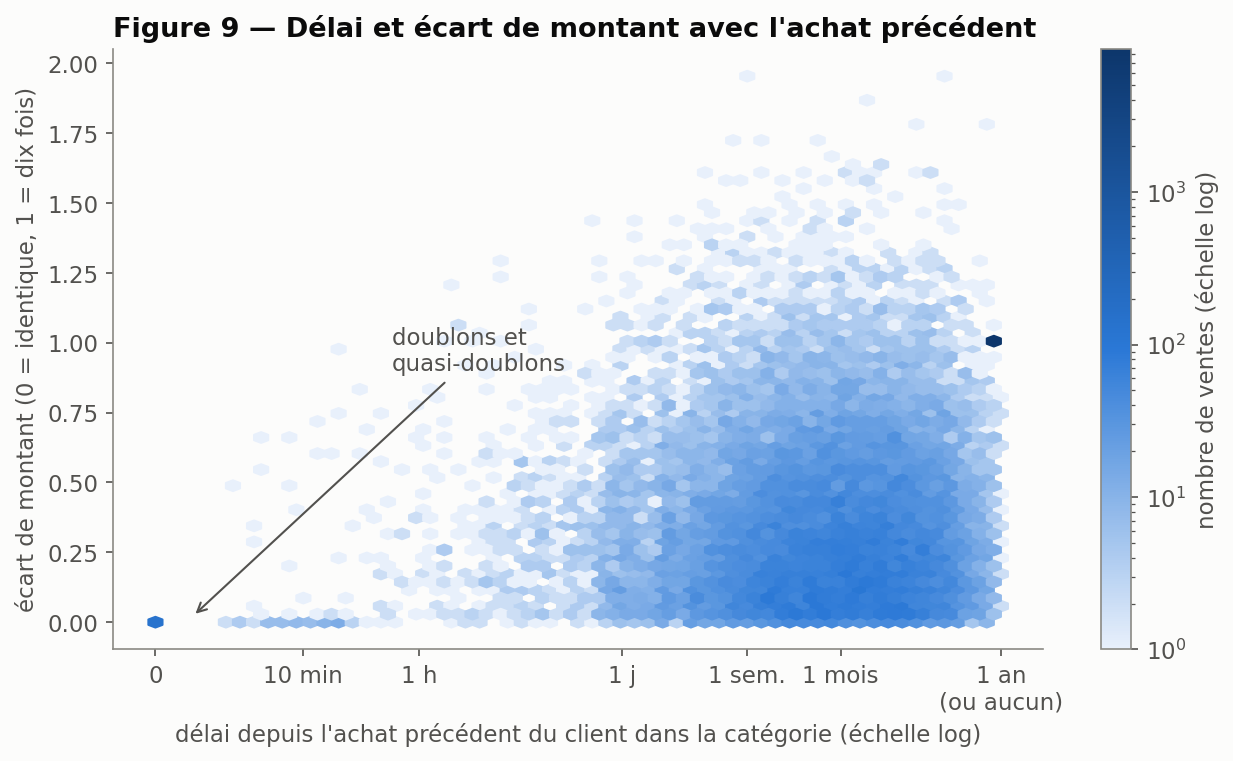 Figure 9 — Délai et écart de montant avec l'achat précédent
écart de montant (0 = identique, 1 = dix fois)
2.00
1.75
1.50
1.25
1.00
0.75
0.50
0.25
0.00
doublons et
quasi-doublons
0
10 min
1 h
1 j
1 sem.
1 mois
1 an
(ou aucun)
délai depuis l'achat précédent du client dans la catégorie (échelle log)
10³
10²
10¹
10⁰
nombre de ventes (échelle log)